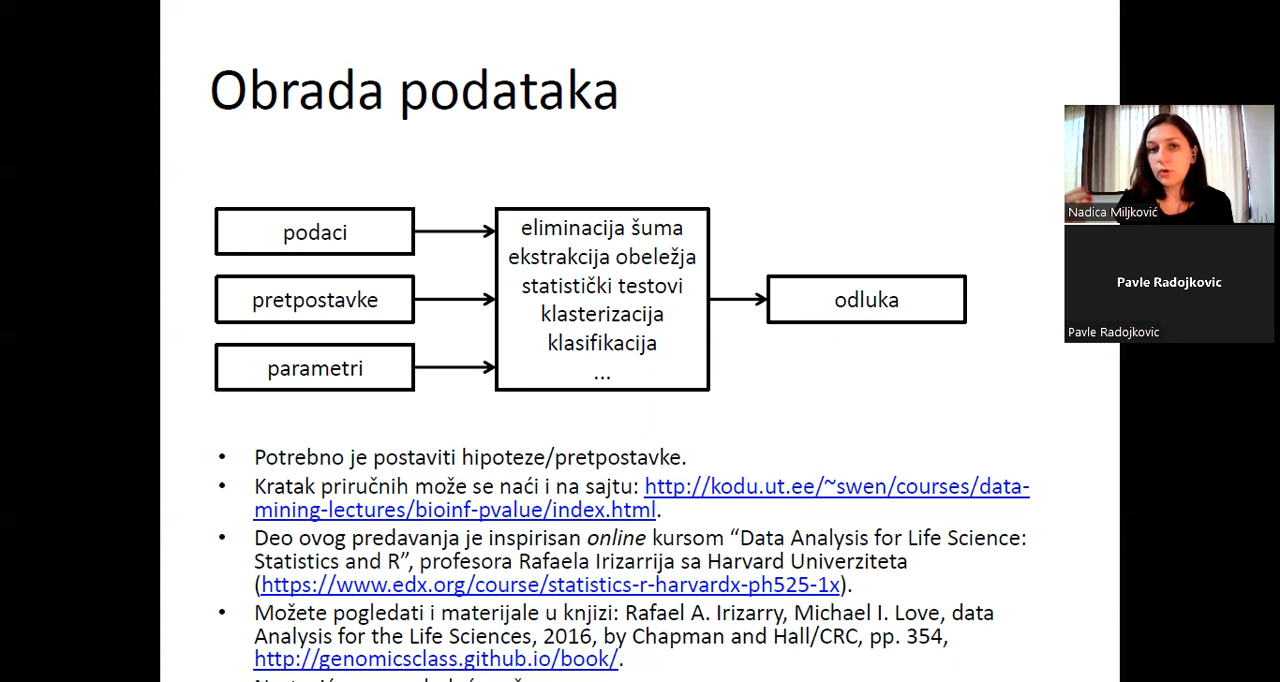 Obrada podataka
podaci
pretpostavke
parametri
eliminacija šuma
ekstrakcija obeležja
statistički testovi
klasterizacija
klasifikacija
...
odluka
• Potrebno je postaviti hipoteze/pretpostavke.
• Kratak priručnih može se naći i na sajtu: http://kodu.ut.ee/~swen/courses/data-
mining-lectures/bioinf-pvalue/index.html.
• Deo ovog predavanja je inspirisan online kursom “Data Analysis for Life Science:
Statistics and R”, profesora Rafaela Irizarrija sa Harvard Univerziteta
(https://www.edx.org/course/statistics-r-harvardx-ph525-1x).
• Možete pogledati i materijale u knjizi: Rafael A. Irizarry, Michael I. Love, data
Analysis for the Life Sciences, 2016, by Chapman and Hall/CRC, pp. 354,
http://genomicsclass.github.io/book/.
Nadica Miljković
Pavle Radojkovic
Pavle Radojkovic